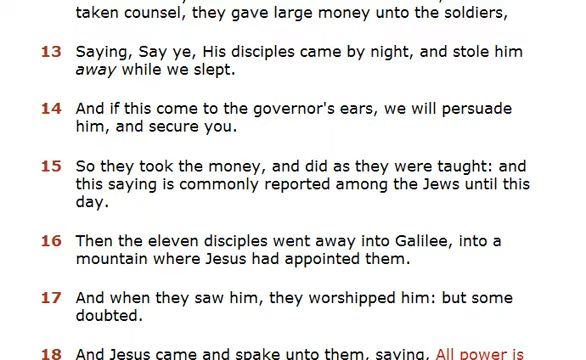 taken counsel, they gave large money unto the soldiers,
13 Saying, Say ye, His disciples came by night, and stole him
away while we slept.
14 And if this come to the governor's ears, we will persuade
him, and secure you.
15 So they took the money, and did as they were taught: and
this saying is commonly reported among the Jews until this
day.
16 Then the eleven disciples went away into Galilee, into a
mountain where Jesus had appointed them.
17 And when they saw him, they worshipped him: but some
doubted.
18 And Jesus came and spake unto them, saying, All power is